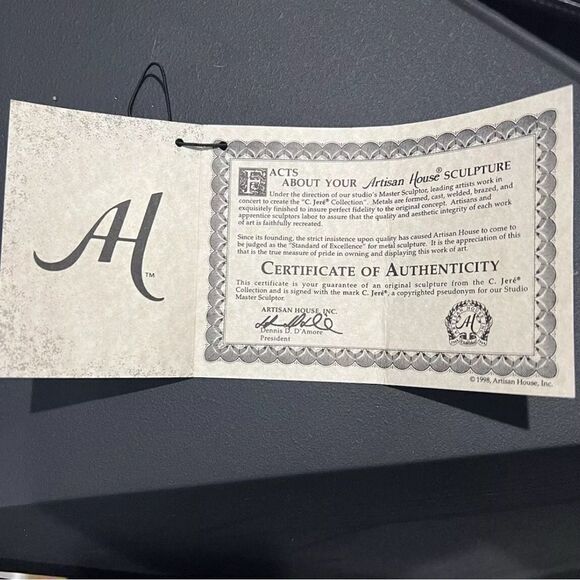 AH™
FACTS
ABOUT YOUR Artisan House® SCULPTURE
Under the direction of our studio's Master Sculptor, leading artists work in
concert to create the "C. Jeré® Collection". Metals are formed, cast, welded, brazed, and
exquisitely finished to insure perfect fidelity to the original concept. Artisans and
apprentice sculptors labor to assure that the quality and aesthetic integrity of each work
of art is faithfully recreated.
Since its founding, the strict insistence upon quality has caused Artisan House to come to
be judged as the "Standard of Excellence" for metal sculpture. It is the appreciation of this
that is the true measure of pride in owning and displaying this work of art.
CERTIFICATE OF AUTHENTICITY
This certificate is your guarantee of an original sculpture from the C. Jeré®
Collection and is signed with the mark C. Jeré®, a copyrighted pseudonym for our Studio
Master Sculptor.
ARTISAN HOUSE, INC.
Dennis D. D'Amore
President
AH
© 1998, Artisan House, Inc.